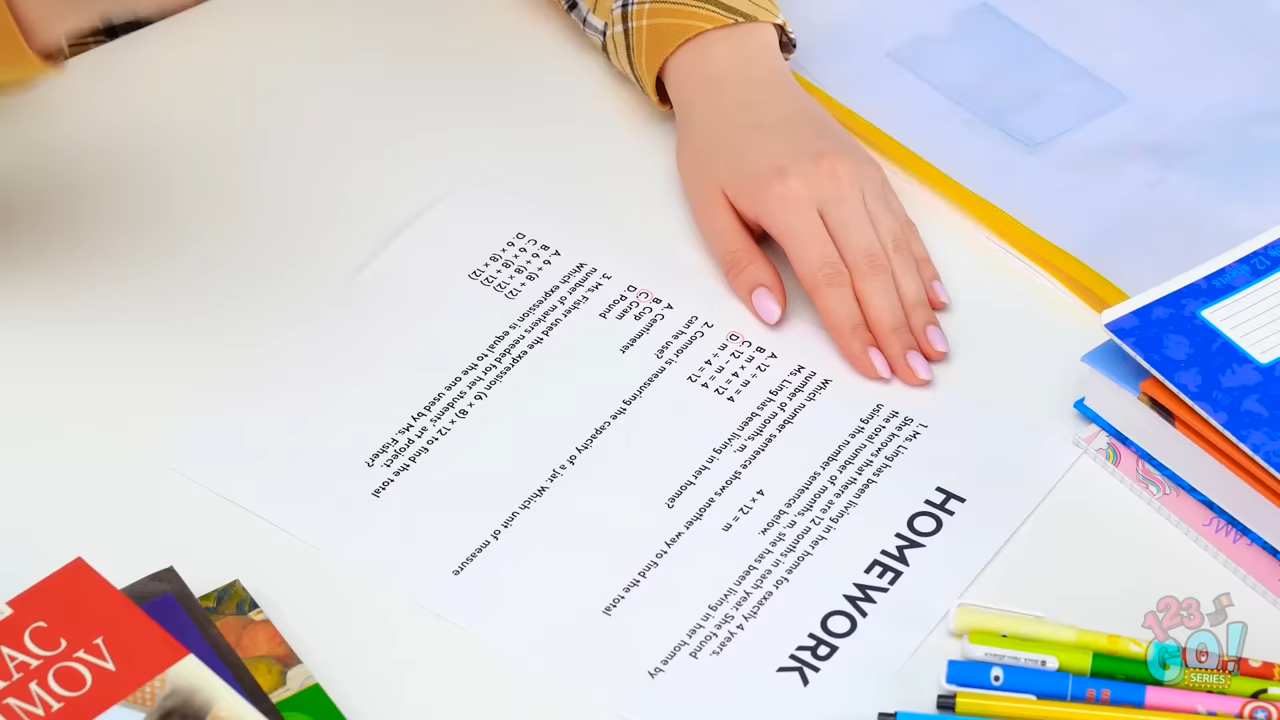 HOMEWORK
1. Ms. Ling has been living in her home for exactly 4 years.
She knows that there are 12 months in each year. She found
the total number of months, m, she has been living in her home by
using the number sentence below.
4 x 12 = m
Which number sentence shows another way to find the total
number of months, m,
Ms. Ling has been living in her home?
A. 12 ÷ m = 4
B. m x 4 = 12
C. 12 – m = 4
D. m ÷ 4 = 12
2. Connor is measuring the capacity of a jar. Which unit of measure
can he use?
A. Centimeter
B. Cup
C. Gram
D. Pound
3. Ms. Fisher used the expression (6 x 8) x 12 to find the total
number of markers needed for her students' art project.
Which expression is equal to the one used by Ms. Fisher?
A. 6 + (8 + 12)
B. 6 + (8 x 12)
C. 6 x (8 + 12)
D. 6 x (8 x 12)
12 sheets
MOV
123
GO!
SERIES